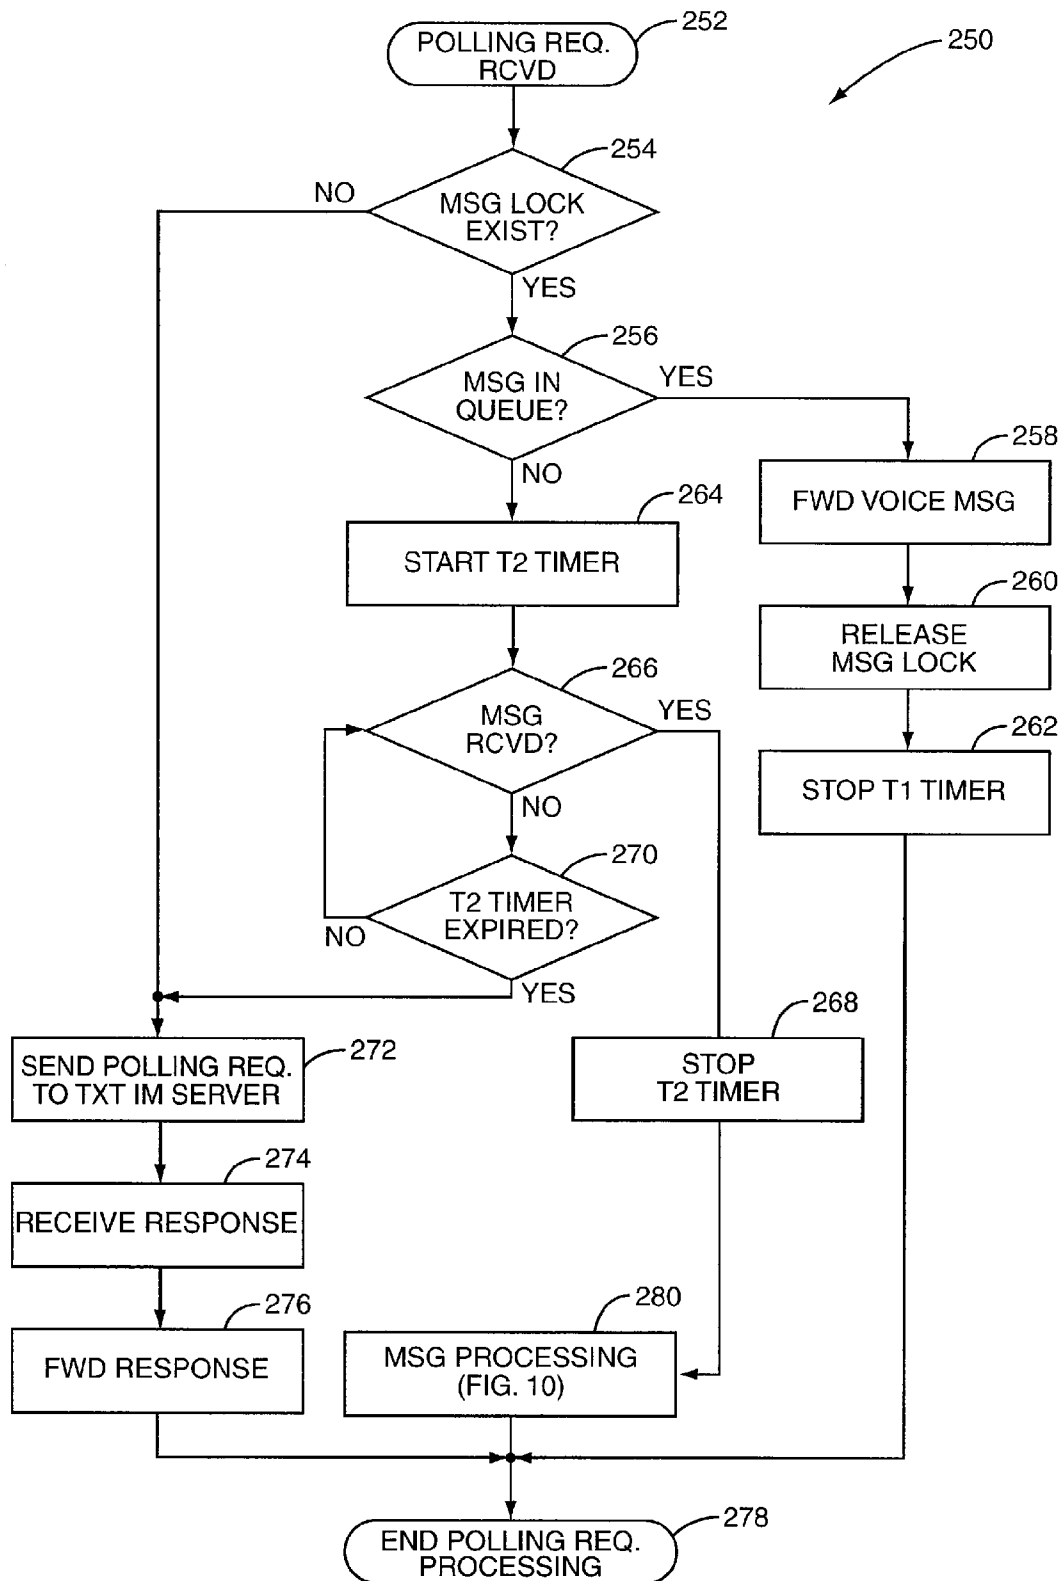 POLLING REQ.
RCVD
252
250
254
MSG LOCK
EXIST?
NO
YES
256
MSG IN
QUEUE?
YES
NO
258
FWD VOICE MSG
264
START T2 TIMER
260
RELEASE
MSG LOCK
266
MSG
RCVD?
YES
NO
262
STOP T1 TIMER
270
T2 TIMER
EXPIRED?
NO
YES
268
STOP
T2 TIMER
272
SEND POLLING REQ.
TO TXT IM SERVER
274
RECEIVE RESPONSE
276
FWD RESPONSE
280
MSG PROCESSING
(FIG. 10)
278
END POLLING REQ.
PROCESSING